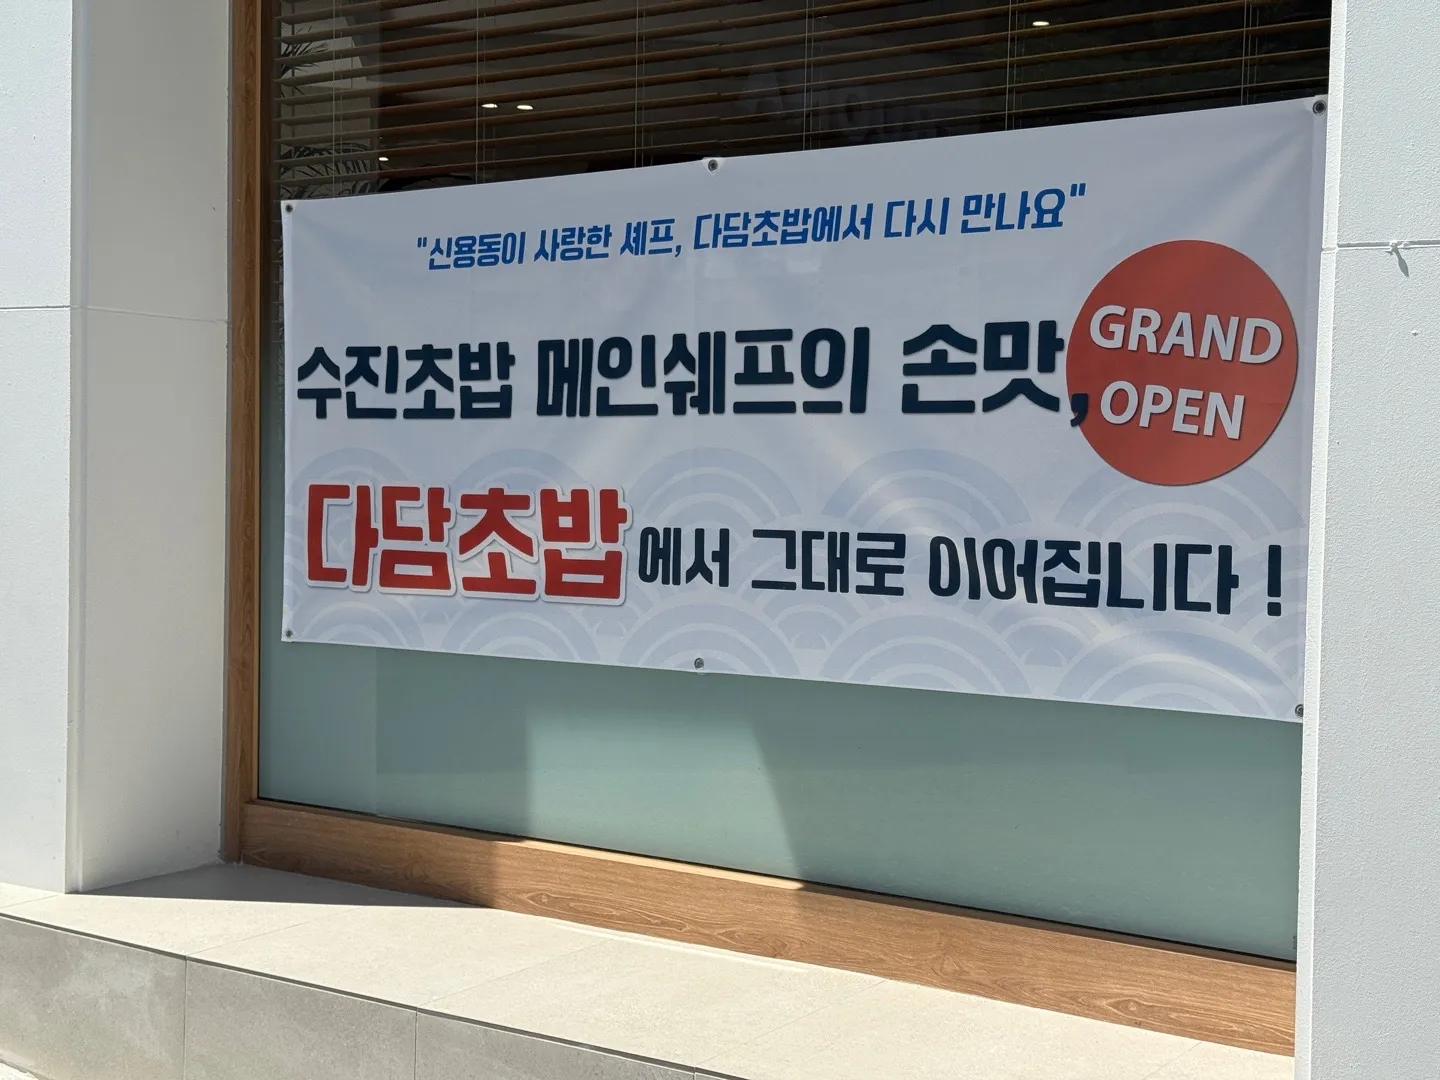 "신용동이 사랑한 셰프, 다담초밥에서 다시 만나요"
수진초밥 메인쉐프의 손맛,
GRAND
OPEN
다담초밥에서 그대로 이어집니다!